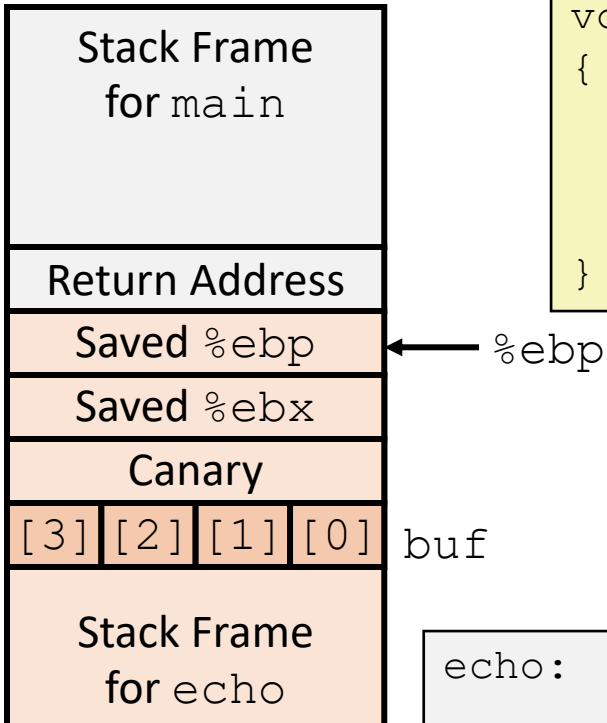 Stack Frame
for main
Return Address
Saved %ebp
Saved %ebx
Canary
[3] [2] [1] [0]
Stack Frame
for echo
%ebp
buf
{
}
echo: